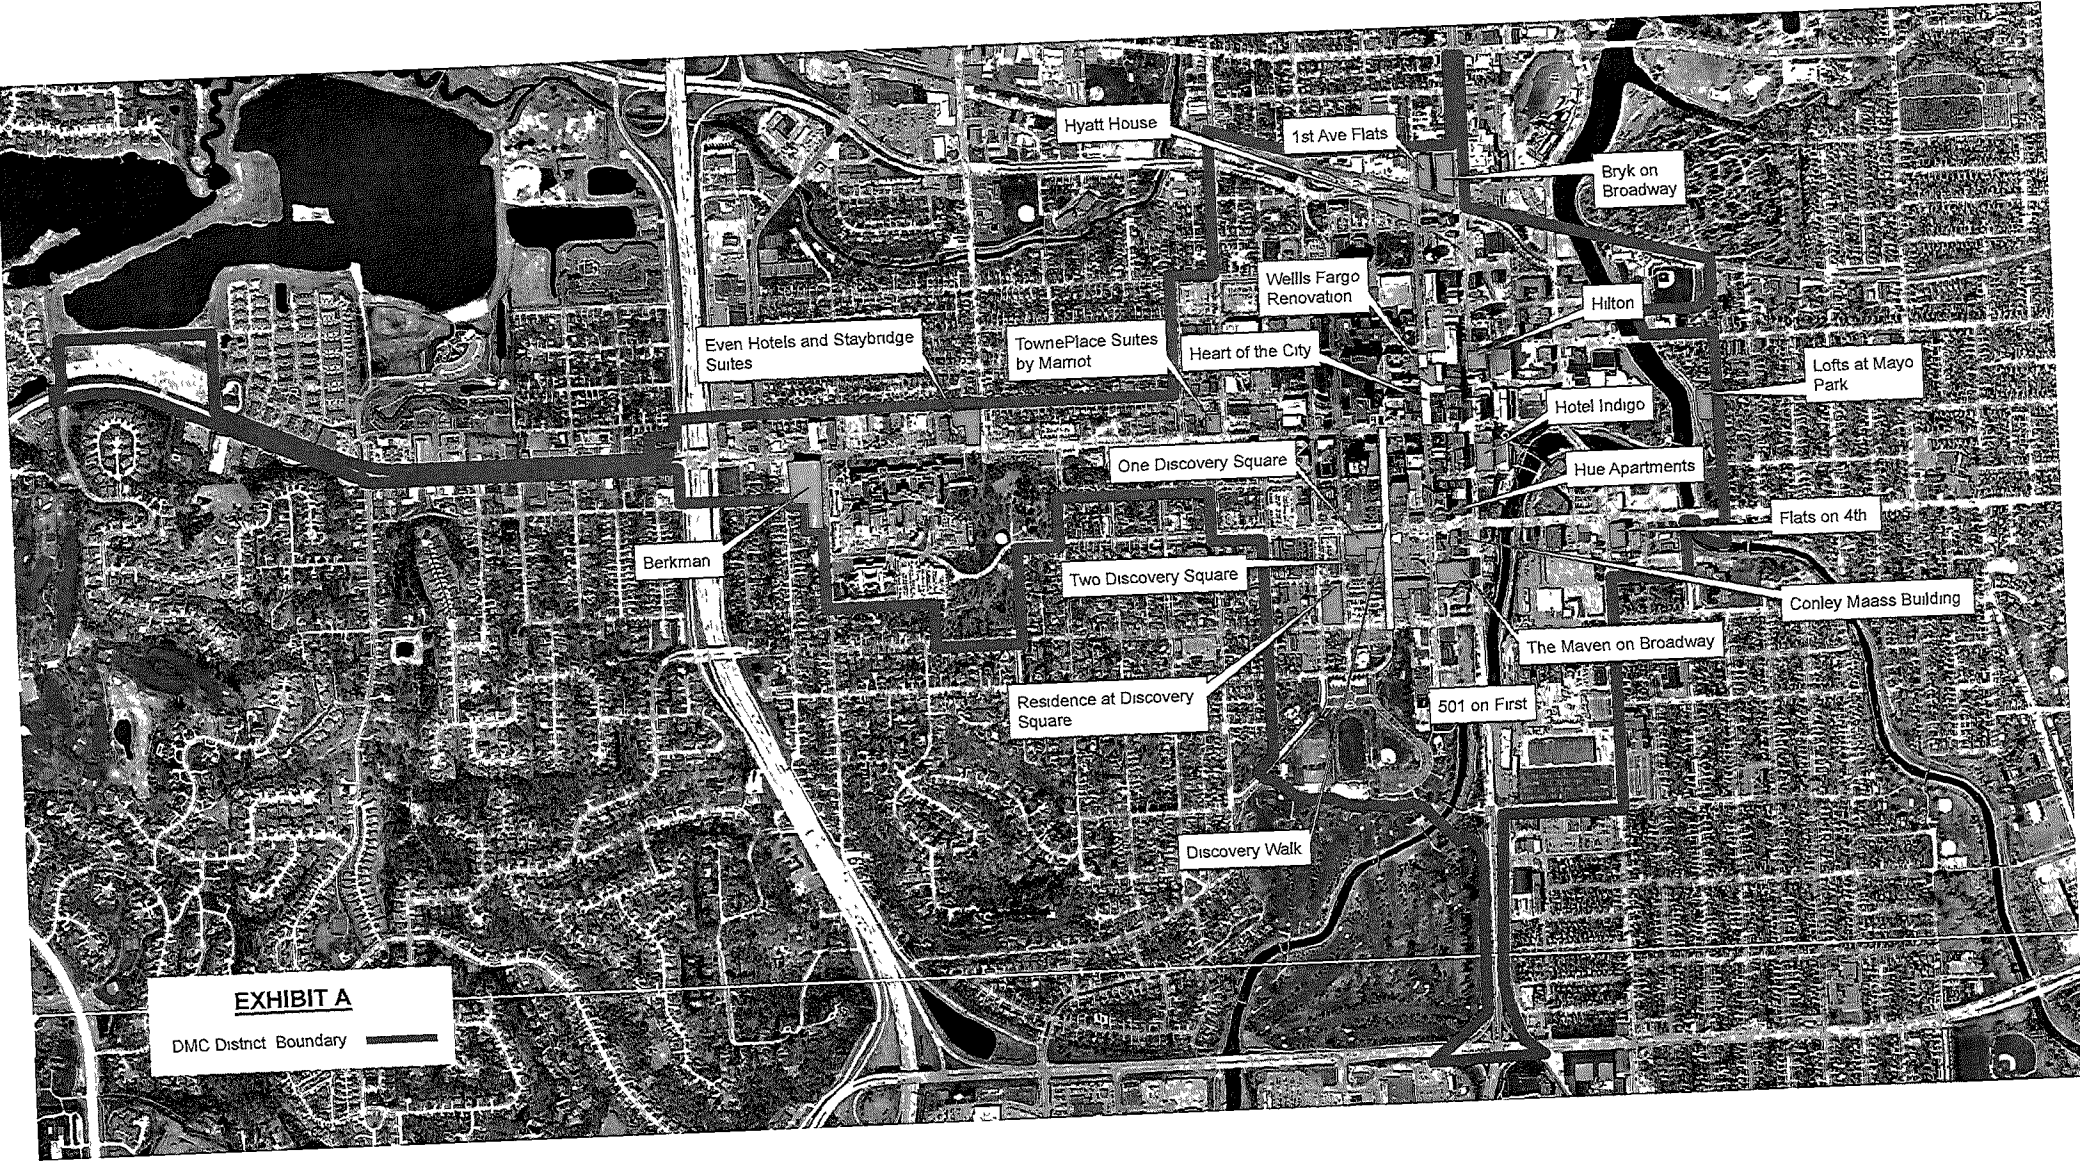 Hyatt House
1st Ave Flats
Bryk on
Broadway
Wellls Fargo
Renovation
Hilton
Even Hotels and Staybridge
Suites
TownePlace Suites
by Marriot
Heart of the City
Lofts at Mayo
Park
Hotel Indigo
One Discovery Square
Hue Apartments
Flats on 4th
Berkman
Two Discovery Square
Conley Maass Building
The Maven on Broadway
Residence at Discovery
Square
501 on First
Discovery Walk
EXHIBIT A
DMC District Boundary